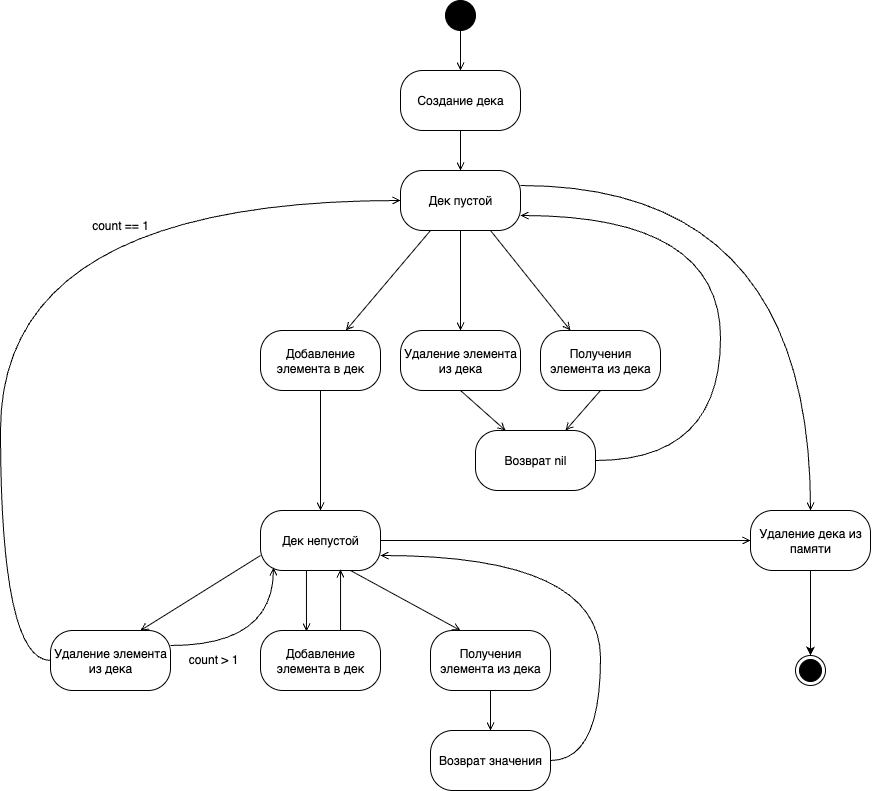 Создание дека
Дек пустой
count == 1
Добавление
элемента в дек
Удаление элемента
из дека
Получения
элемента из дека
Возврат nil
Дек непустой
Удаление дека из
памяти
Удаление элемента
из дека
count > 1
Добавление
элемента в дек
Получения
элемента из дека
Возврат значения